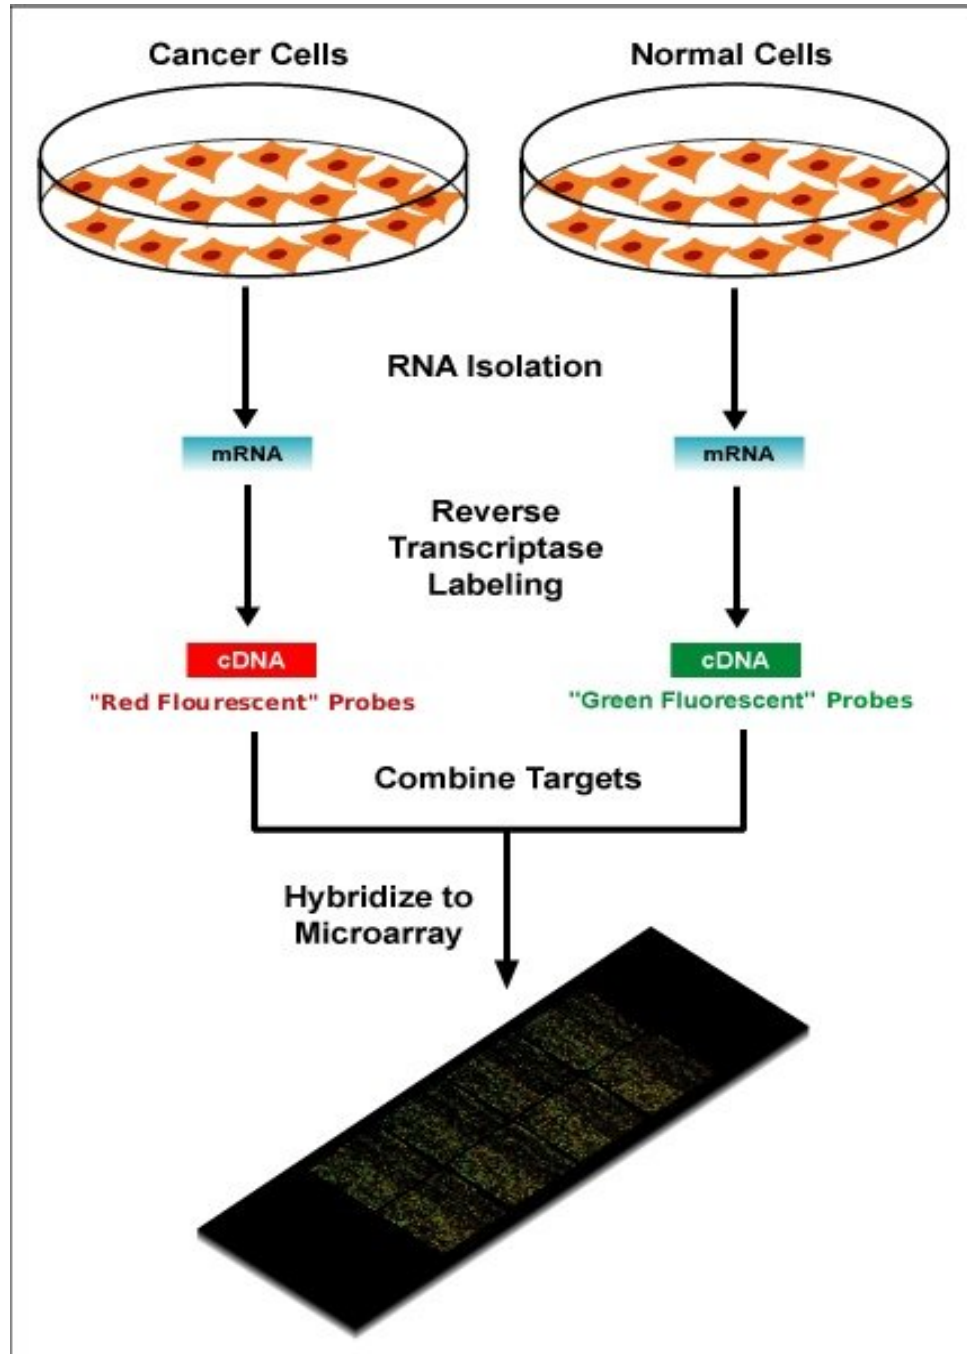 Cancer Cells
Normal Cells
RNA Isolation
mRNA
mRNA
Reverse
Transcriptase
Labeling
cDNA
cDNA
"Red Flourescent" Probes
"Green Fluorescent" Probes
Combine Targets
Hybridize to
Microarray